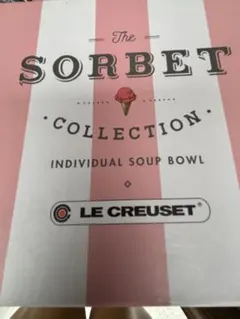 The
SORBET
COLLECTION
INDIVIDUAL SOUP BOWL
LE CREUSET®